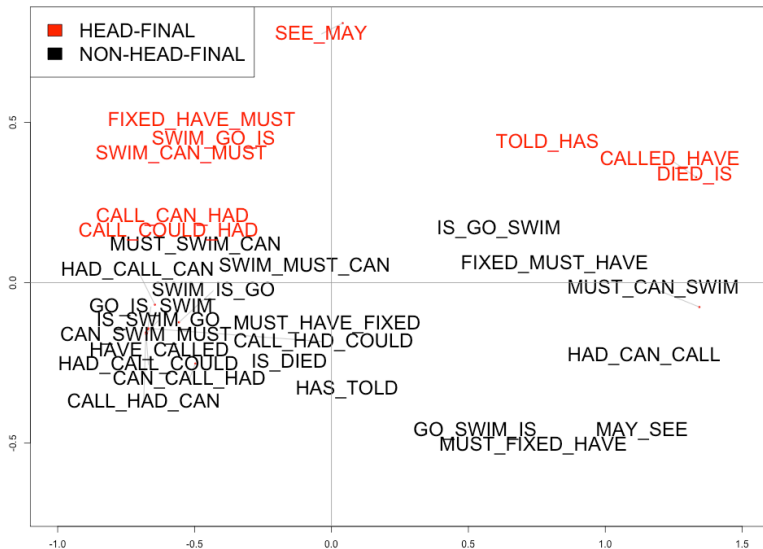 HEAD-FINAL
NON-HEAD-FINAL
SEE_MAY
0.5
FIXED_HAVE_MUST
SWIM_GO_IS
SWIM_CAN_MUST
TOLD_HAS
CALLED_HAVE
DIED_IS
CALL_CAN_HAD
CALL_COULD_HAD
MUST_SWIM_CAN
IS_GO_SWIM
HAD_CALL_CAN
SWIM_MUST_CAN
FIXED_MUST_HAVE
0.0
SWIM_IS_GO
MUST_CAN_SWIM
GO_IS_SWIM
IS_SWIM_GO
MUST_HAVE_FIXED
CAN_SWIM_MUST
CALL_HAD_COULD
HAVE_CALLED
HAD_CAN_CALL
HAD_CALL_COULD
IS_DIED
CAN_CALL_HAD
HAS_TOLD
CALL_HAD_CAN
GO_SWIM_IS
MAY_SEE
-0.5
MUST_FIXED_HAVE
-1.0 -0.5 0.0 0.5 1.0 1.5